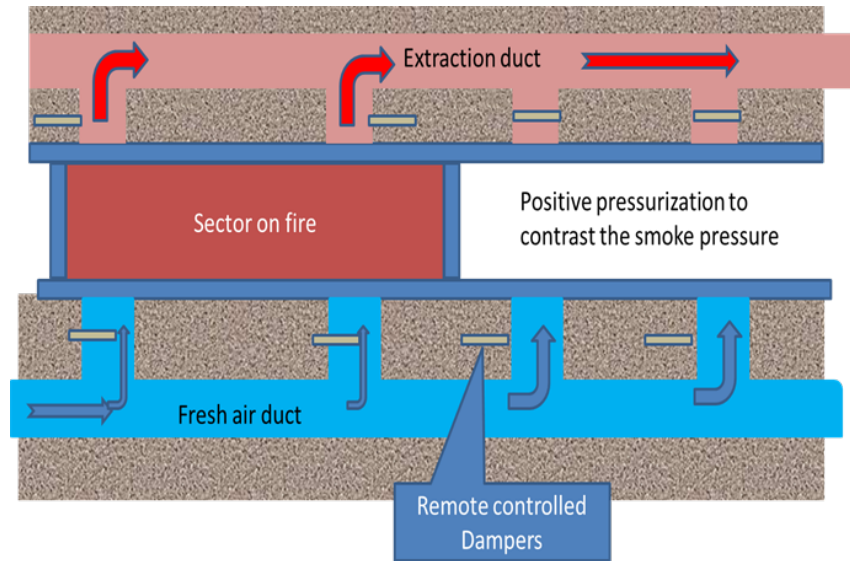 Extraction duct
Sector on fire
Positive pressurization to
contrast the smoke pressure
Fresh air duct
Remote controlled
Dampers